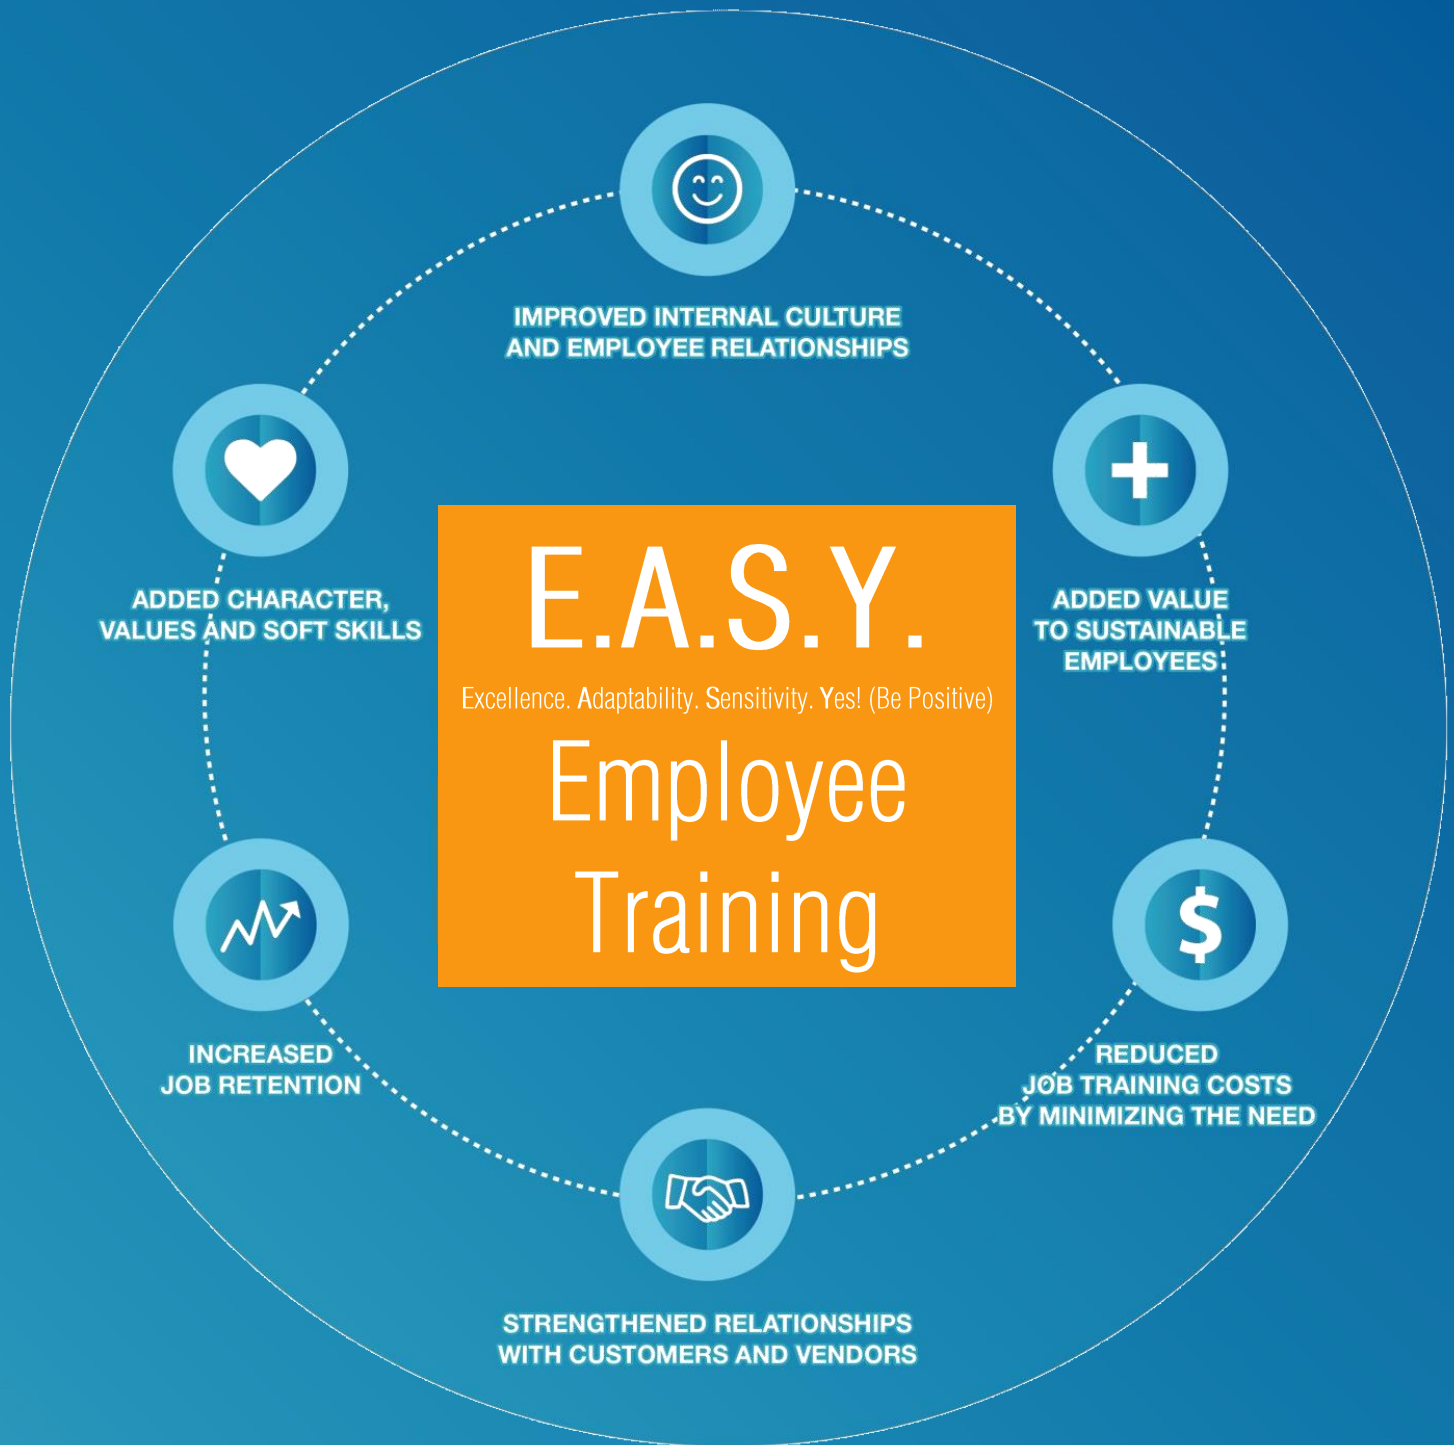 IMPROVED INTERNAL CULTURE
AND EMPLOYEE RELATIONSHIPS
ADDED CHARACTER,
VALUES AND SOFT SKILLS
ADDED VALUE
TO SUSTAINABLE
EMPLOYEES
E.A.S.Y.
Excellence. Adaptability. Sensitivity. Yes! (Be Positive)
Employee
Training
$
INCREASED
JOB RETENTION
REDUCED
JOB TRAINING COSTS
BY MINIMIZING THE NEED
STRENGTHENED RELATIONSHIPS
WITH CUSTOMERS AND VENDORS